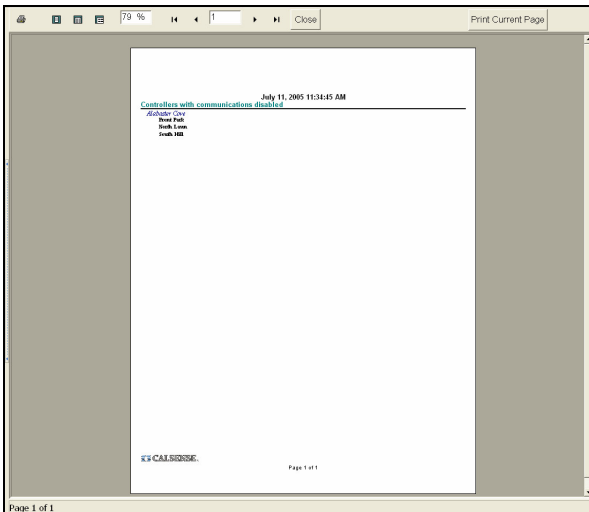 79 % 1 Close Print Current Page
July 11, 2005 11:34:45 AM
Controllers with communications disabled
Alabaster Cove
Front Park
North Lawn
South Hill
CALSENSE.
Page 1 of 1
Page 1 of 1